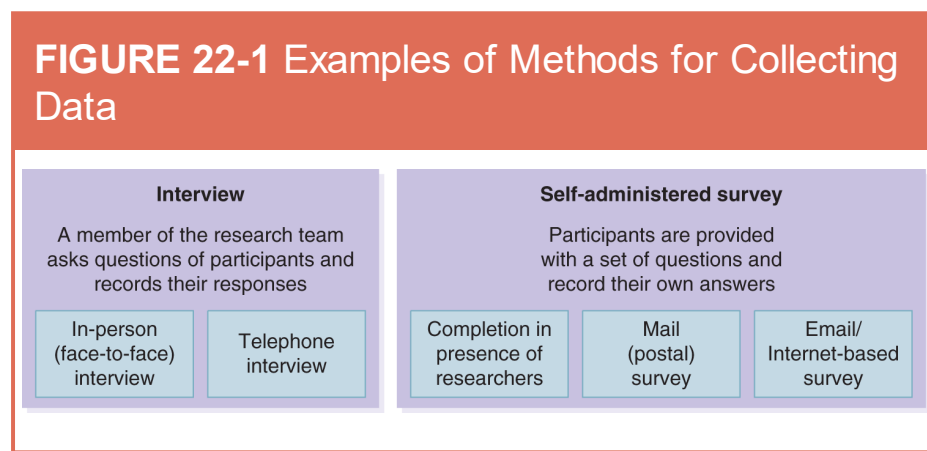 FIGURE 22-1 Examples of Methods for Collecting
Data
Interview
A member of the research team
asks questions of participants and
records their responses
In-person
(face-to-face)
interview
Telephone
interview
Self-administered survey
Participants are provided
with a set of questions and
record their own answers
Completion in
presence of
researchers
Mail
(postal)
survey
Email/
Internet-based
survey